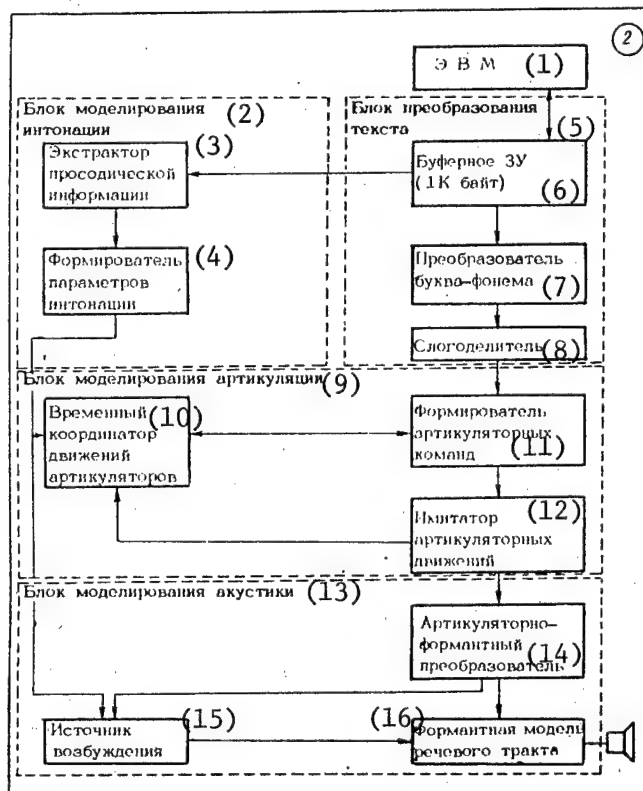 2
Э В М (1)
Блок моделирования (2)
интонации
Экстрактор (3)
просодической
информации
Формирователь (4)
параметров
интонации
Блок преобразования
текста (5)
Буферное ЗУ
(1К байт) (6)
Преобразователь
буква-фонема (7)
Слогоделитель (8)
Блок моделирования артикуляции (9)
Временный (10)
координатор
движений
артикуляторов
Формирователь
артикуляторных
команд (11)
Имитатор (12)
артикуляторных
движений
Блок моделирования акустики (13)
Артикуляторно-
формантный (14)
преобразователь
Источник (15)
возбуждения
(16) Формантная модель
речевого тракта